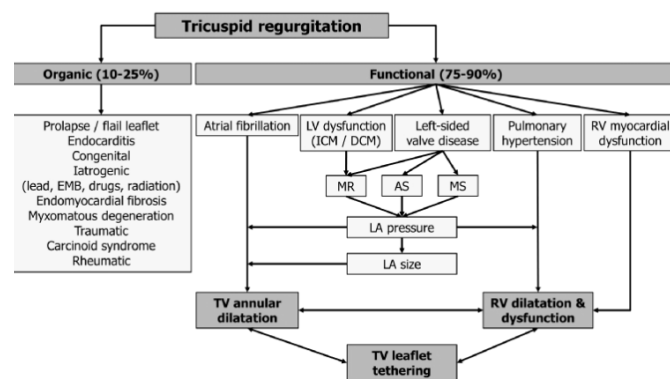 Tricuspid regurgitation
Organic (10-25%)
Functional (75-90%)
Prolapse / flail leaflet
Endocarditis
Congenital
Iatrogenic
(lead, EMB, drugs, radiation)
Endomyocardial fibrosis
Myxomatous degeneration
Traumatic
Carcinoid syndrome
Rheumatic
Atrial fibrillation
LV dysfunction
(ICM / DCM)
Left-sided
valve disease
Pulmonary
hypertension
RV myocardial
dysfunction
MR
AS
MS
LA pressure
LA size
TV annular
dilatation
RV dilatation &
dysfunction
TV leaflet
tethering